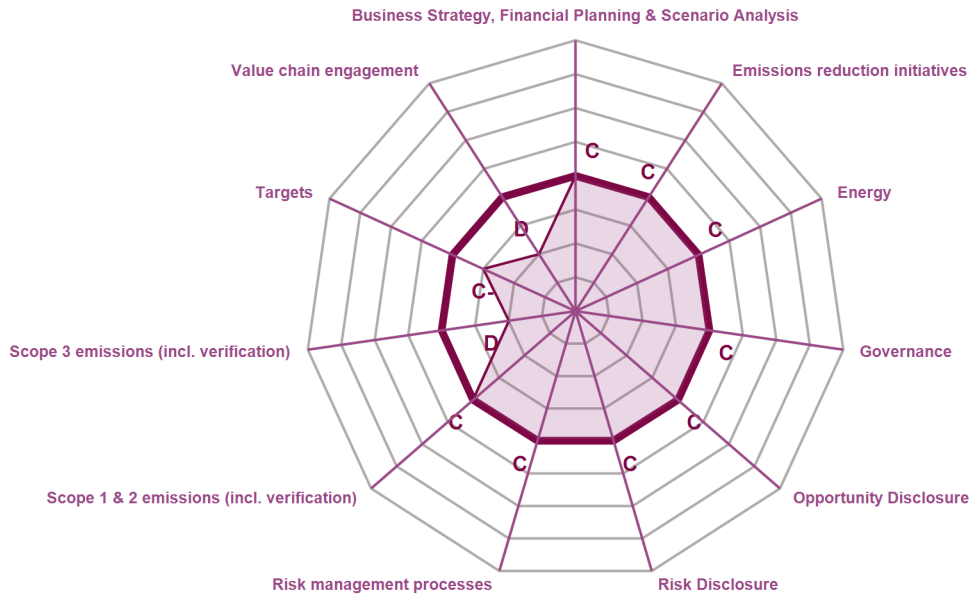 Business Strategy, Financial Planning & Scenario Analysis
Value chain engagement
Emissions reduction initiatives
C
C
Targets
Energy
D
C
C-
D
C
Scope 3 emissions (incl. verification)
Governance
C
C
C
C
Scope 1 & 2 emissions (incl. verification)
Opportunity Disclosure
Risk management processes
Risk Disclosure